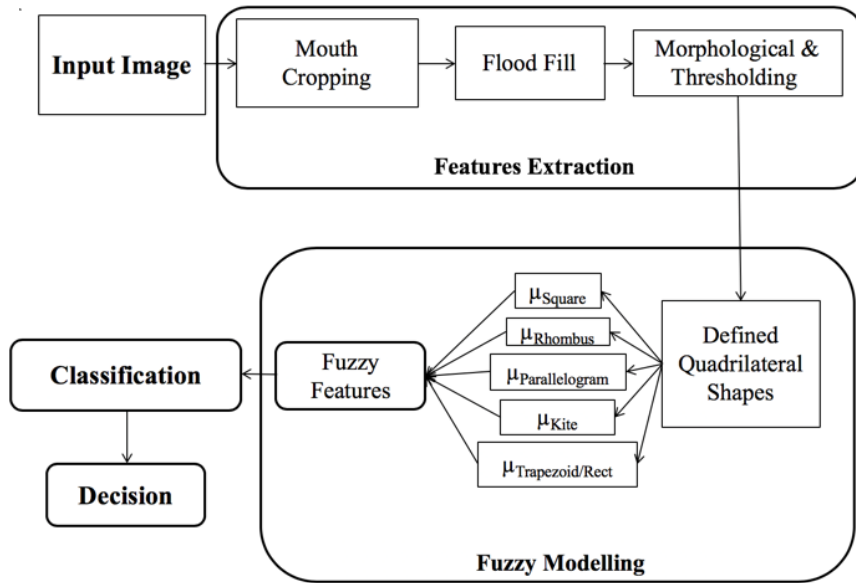 Input Image
Mouth
Cropping
Flood Fill
Morphological &
Thresholding
Features Extraction
μSquare
μRhombus
μParallelogram
μKite
μTrapezoid/Rect
Defined
Quadrilateral
Shapes
Fuzzy
Features
Classification
Decision
Fuzzy Modelling